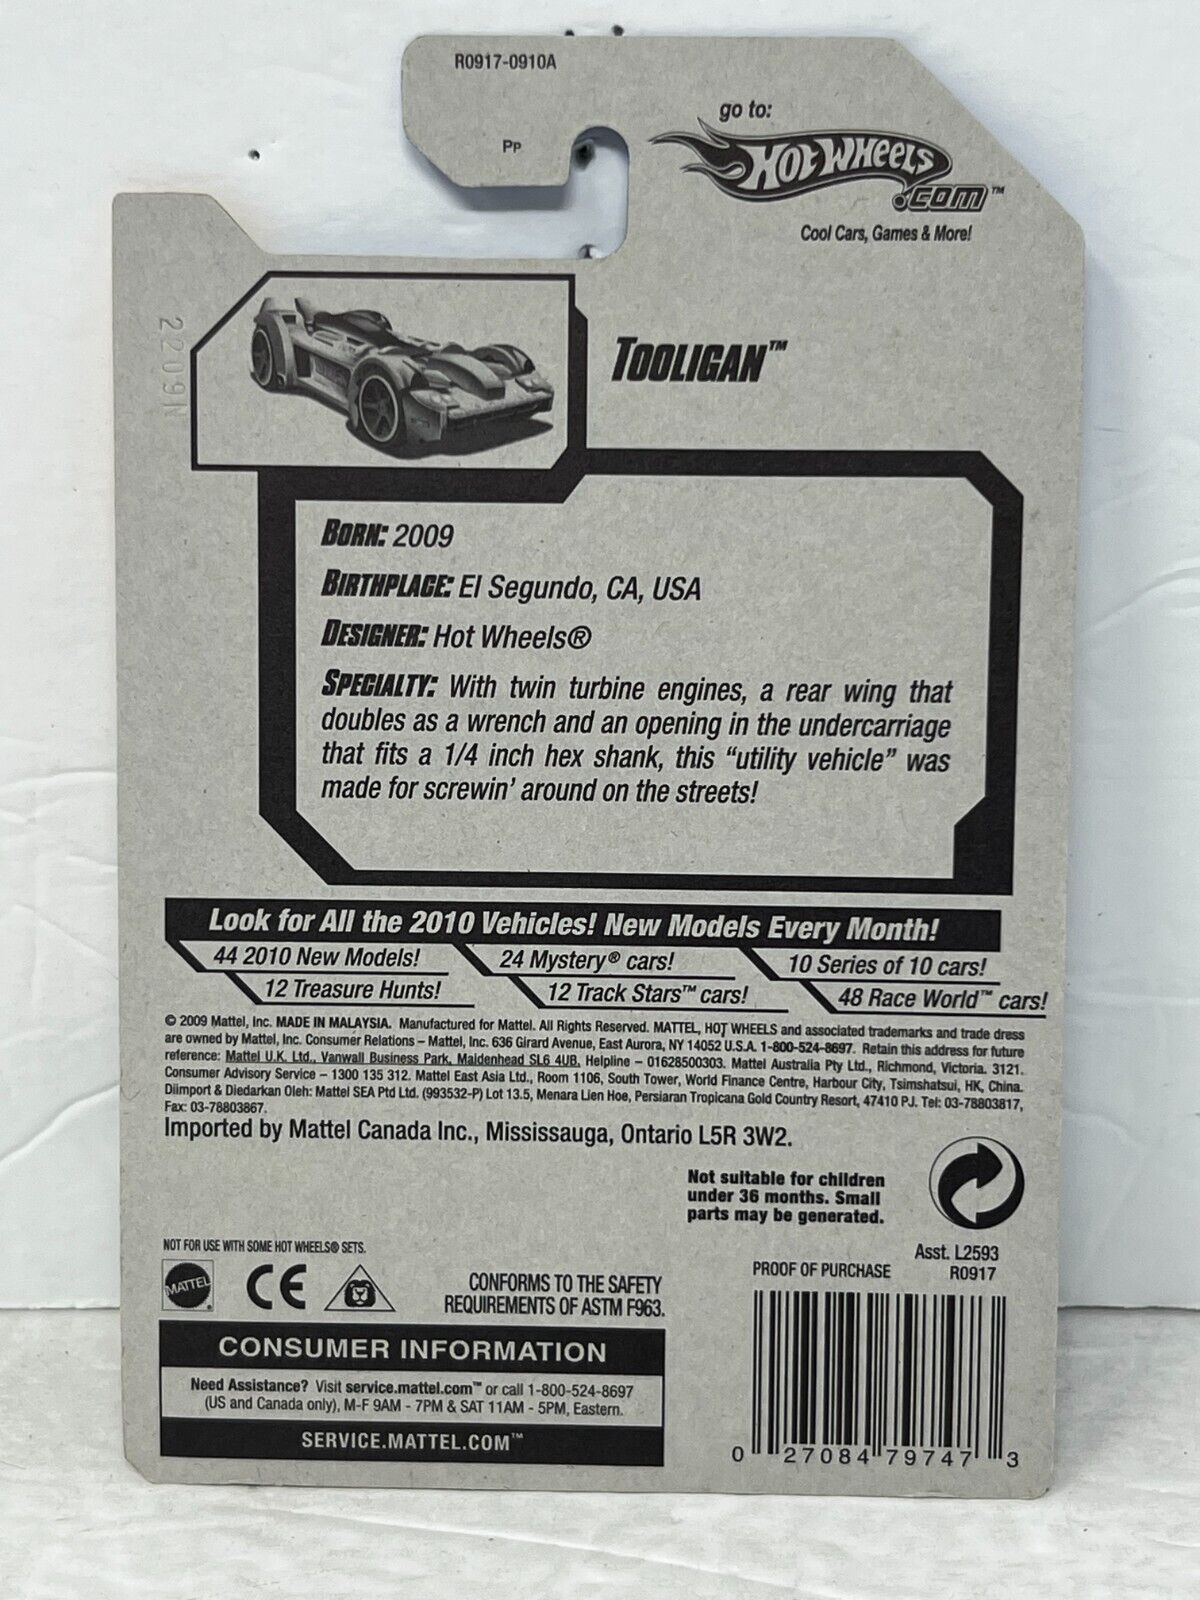 R0917-0910A
PP
go to:
HOT WHEELS
.COM™
Cool Cars, Games & More!
2209N
TOOLIGAN™
BORN: 2009
BIRTHPLACE: El Segundo, CA, USA
DESIGNER: Hot Wheels®
SPECIALTY: With twin turbine engines, a rear wing that
doubles as a wrench and an opening in the undercarriage
that fits a 1/4 inch hex shank, this “utility vehicle” was
made for screwin’ around on the streets!
Look for All the 2010 Vehicles! New Models Every Month!
44 2010 New Models!
24 Mystery® cars!
10 Series of 10 cars!
12 Treasure Hunts!
12 Track Stars™ cars!
48 Race World™ cars!
© 2009 Mattel, Inc. MADE IN MALAYSIA. Manufactured for Mattel. All Rights Reserved. MATTEL, HOT WHEELS and associated trademarks and trade dress
are owned by Mattel, Inc. Consumer Relations – Mattel, Inc. 636 Girard Avenue, East Aurora, NY 14052 U.S.A. 1-800-524-8697. Retain this address for future
reference: Mattel U.K. Ltd., Vanwall Business Park, Maidenhead SL6 4UB. Helpline – 01628500303. Mattel Australia Pty Ltd., Richmond, Victoria. 3121.
Consumer Advisory Service – 1300 135 312. Mattel East Asia Ltd., Room 1106, South Tower, World Finance Centre, Harbour City, Tsimshatsui, HK, China.
Diimport & Diedarkan Oleh: Mattel SEA Ptd Ltd. (993532-P) Lot 13.5, Menara Lien Hoe, Persiaran Tropicana Gold Country Resort, 47410 PJ. Tel: 03-78803817,
Fax: 03-78803867.
Imported by Mattel Canada Inc., Mississauga, Ontario L5R 3W2.
Not suitable for children
under 36 months. Small
parts may be generated.
NOT FOR USE WITH SOME HOT WHEELS® SETS.
MATTEL®
CE
CONFORMS TO THE SAFETY
REQUIREMENTS OF ASTM F963.
Asst. L2593
PROOF OF PURCHASE R0917
CONSUMER INFORMATION
Need Assistance? Visit service.mattel.com™ or call 1-800-524-8697
(US and Canada only), M-F 9AM - 7PM & SAT 11AM - 5PM, Eastern.
SERVICE.MATTEL.COM™
0 27084 79747 3